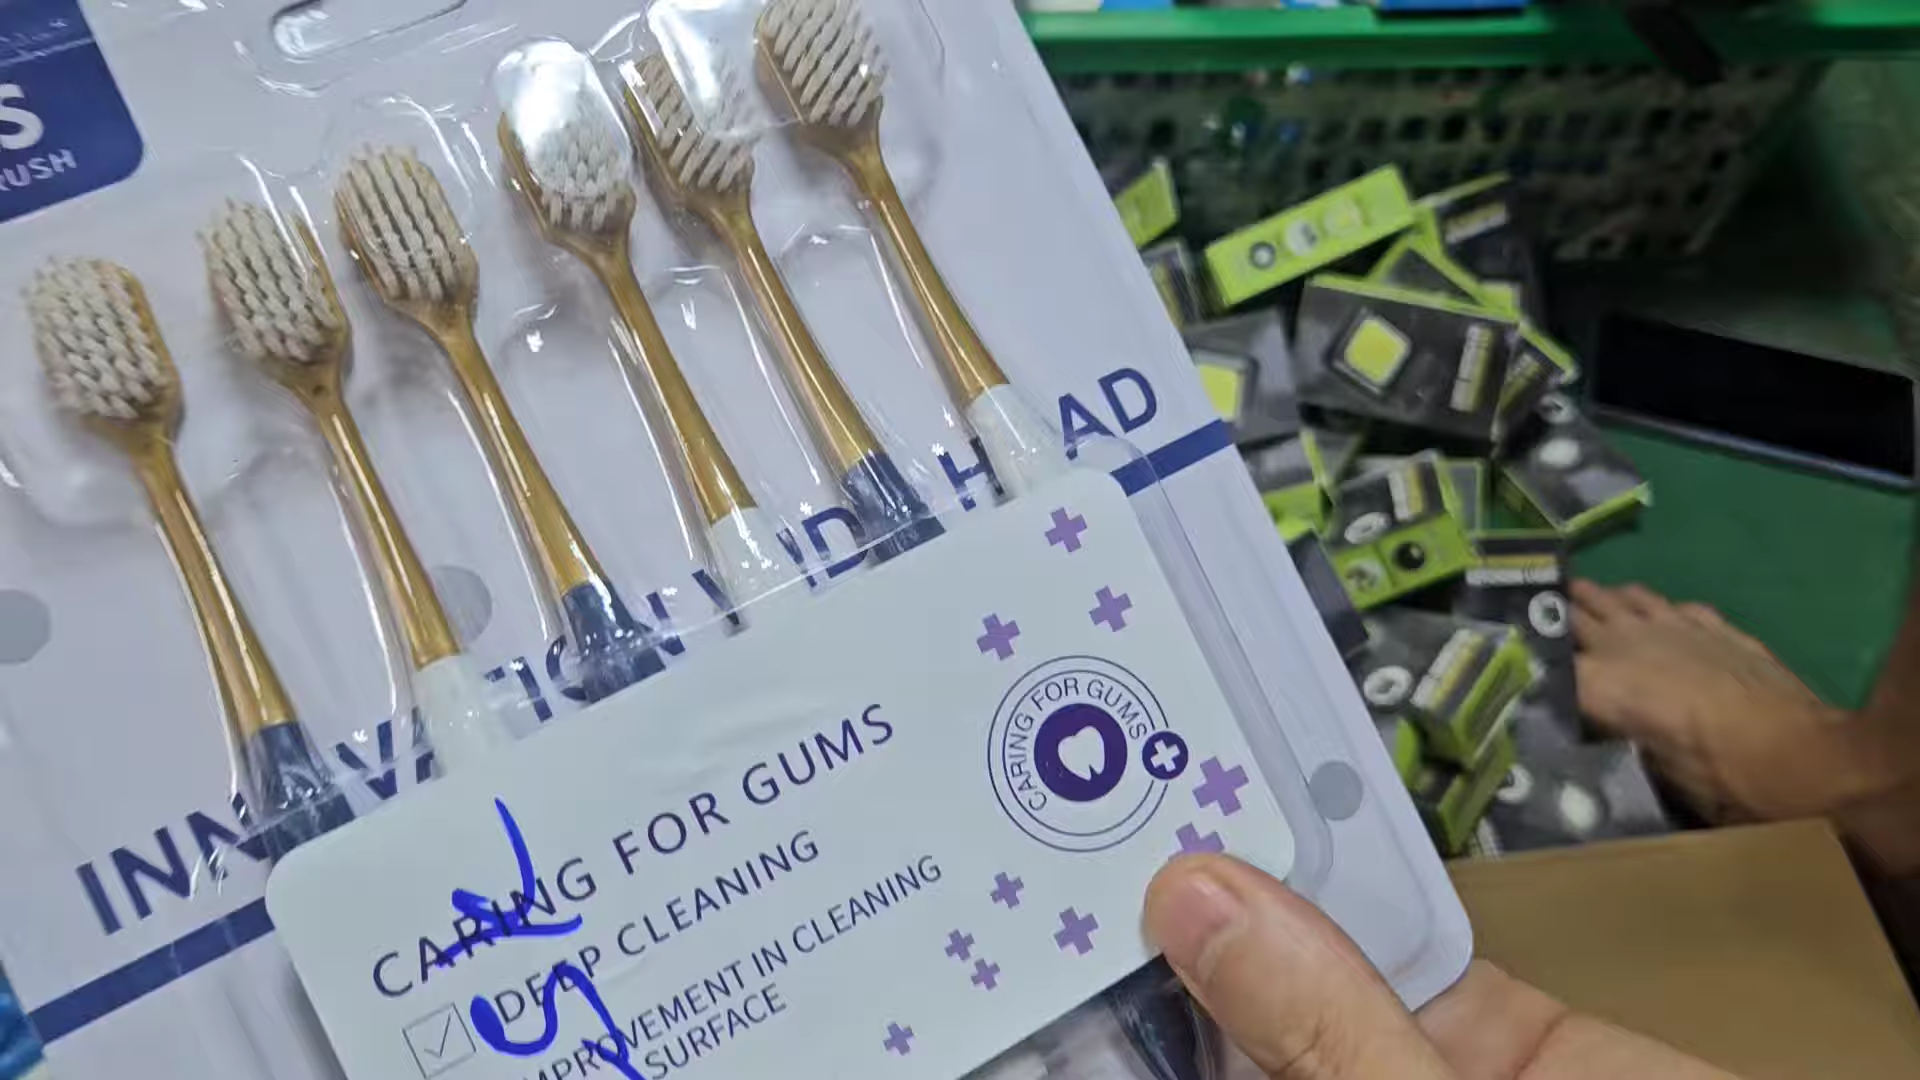 S
RUSH
INNOVATION WIDE HEAD
CARING FOR GUMS
DEEP CLEANING
IMPROVEMENT IN CLEANING
SURFACE
CARING FOR GUMS